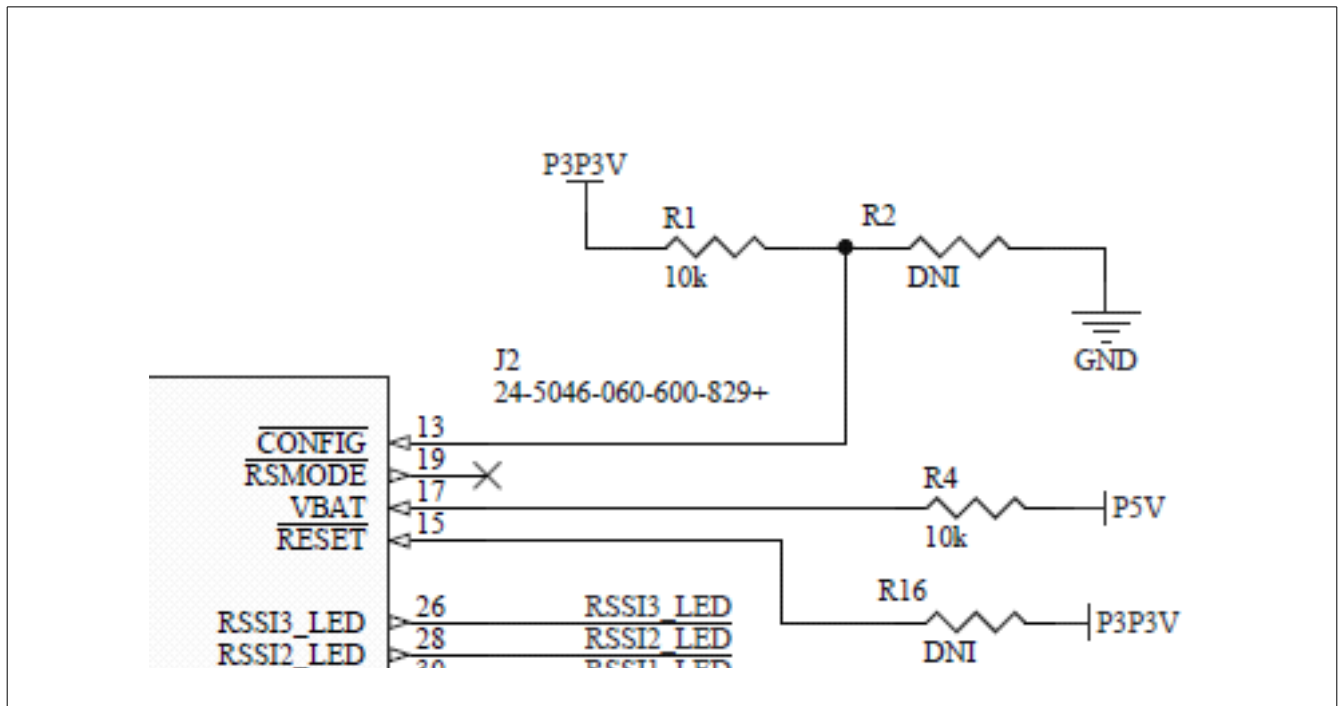 P3P3V
R1
R2
10k
DNI
GND
J2
24-5046-060-600-829+
CONFIG 13
RSMODE 19
VBAT 17
RESET 15
R4
10k
P5V
R16
DNI
P3P3V
RSSI3_LED 26 RSSI3_LED
RSSI2_LED 28 RSSI2_LED